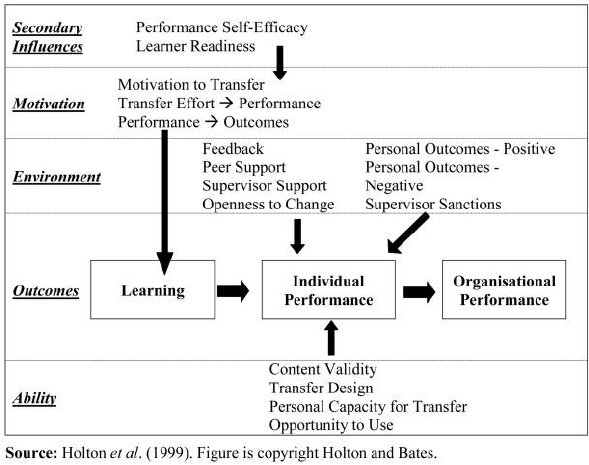 Secondary Influences
Performance Self-Efficacy
Learner Readiness
Motivation
Motivation to Transfer
Transfer Effort → Performance
Performance → Outcomes
Environment
Feedback
Peer Support
Supervisor Support
Openness to Change
Personal Outcomes - Positive
Personal Outcomes -
Negative
Supervisor Sanctions
Outcomes
Learning
Individual
Performance
Organisational
Performance
Ability
Content Validity
Transfer Design
Personal Capacity for Transfer
Opportunity to Use
Source: Holton et al. (1999). Figure is copyright Holton and Bates.